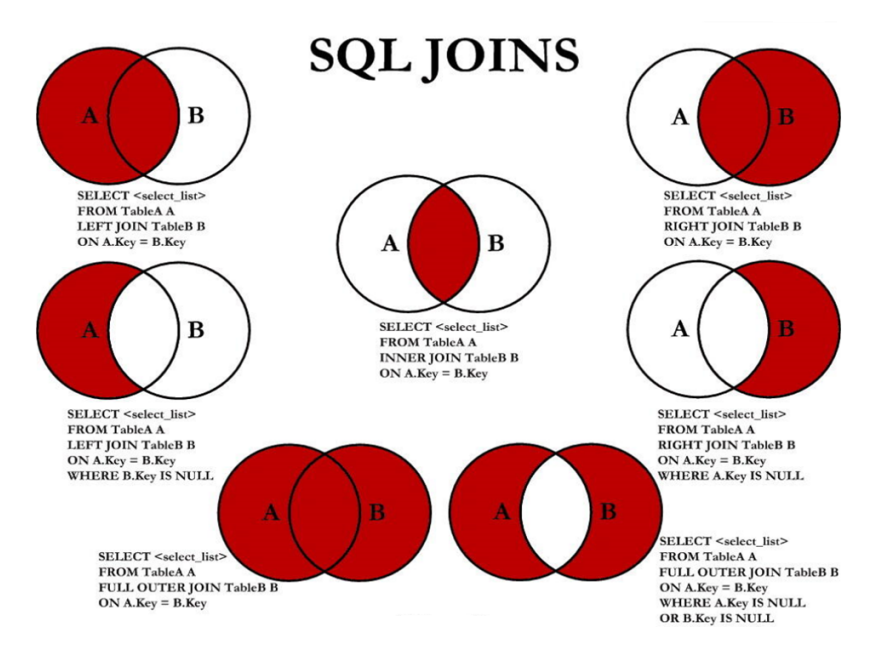 SQL JOINS
A B
SELECT <select_list>
FROM TableA A
LEFT JOIN TableB B
ON A.Key = B.Key
A B
SELECT <select_list>
FROM TableA A
RIGHT JOIN TableB B
ON A.Key = B.Key
A B
SELECT <select_list>
FROM TableA A
INNER JOIN TableB B
ON A.Key = B.Key
A B
SELECT <select_list>
FROM TableA A
LEFT JOIN TableB B
ON A.Key = B.Key
WHERE B.Key IS NULL
A B
SELECT <select_list>
FROM TableA A
RIGHT JOIN TableB B
ON A.Key = B.Key
WHERE A.Key IS NULL
A B
SELECT <select_list>
FROM TableA A
FULL OUTER JOIN TableB B
ON A.Key = B.Key
A B
SELECT <select_list>
FROM TableA A
FULL OUTER JOIN TableB B
ON A.Key = B.Key
WHERE A.Key IS NULL
OR B.Key IS NULL